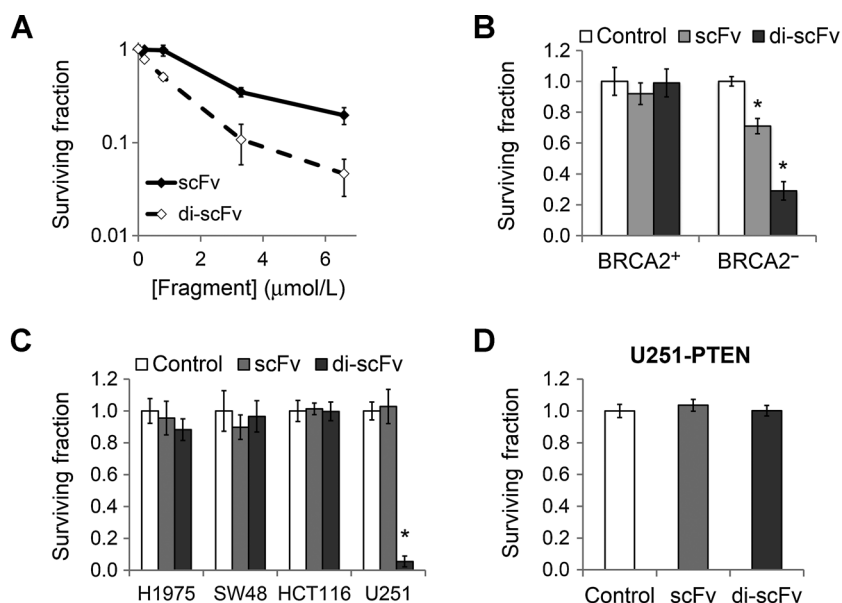 A
Surviving fraction
1
0.1
0.01
scFv
di-scFv
0 2 4 6
[Fragment] (μmol/L)
B
Control scFv di-scFv
Surviving fraction
1.2
1.0
0.8
0.6
0.4
0.2
0.0
*
*
BRCA2⁺ BRCA2⁻
C
Control scFv di-scFv
Surviving fraction
1.2
1.0
0.8
0.6
0.4
0.2
0.0
*
H1975 SW48 HCT116 U251
D
U251-PTEN
Surviving fraction
1.2
1.0
0.8
0.6
0.4
0.2
0.0
Control scFv di-scFv